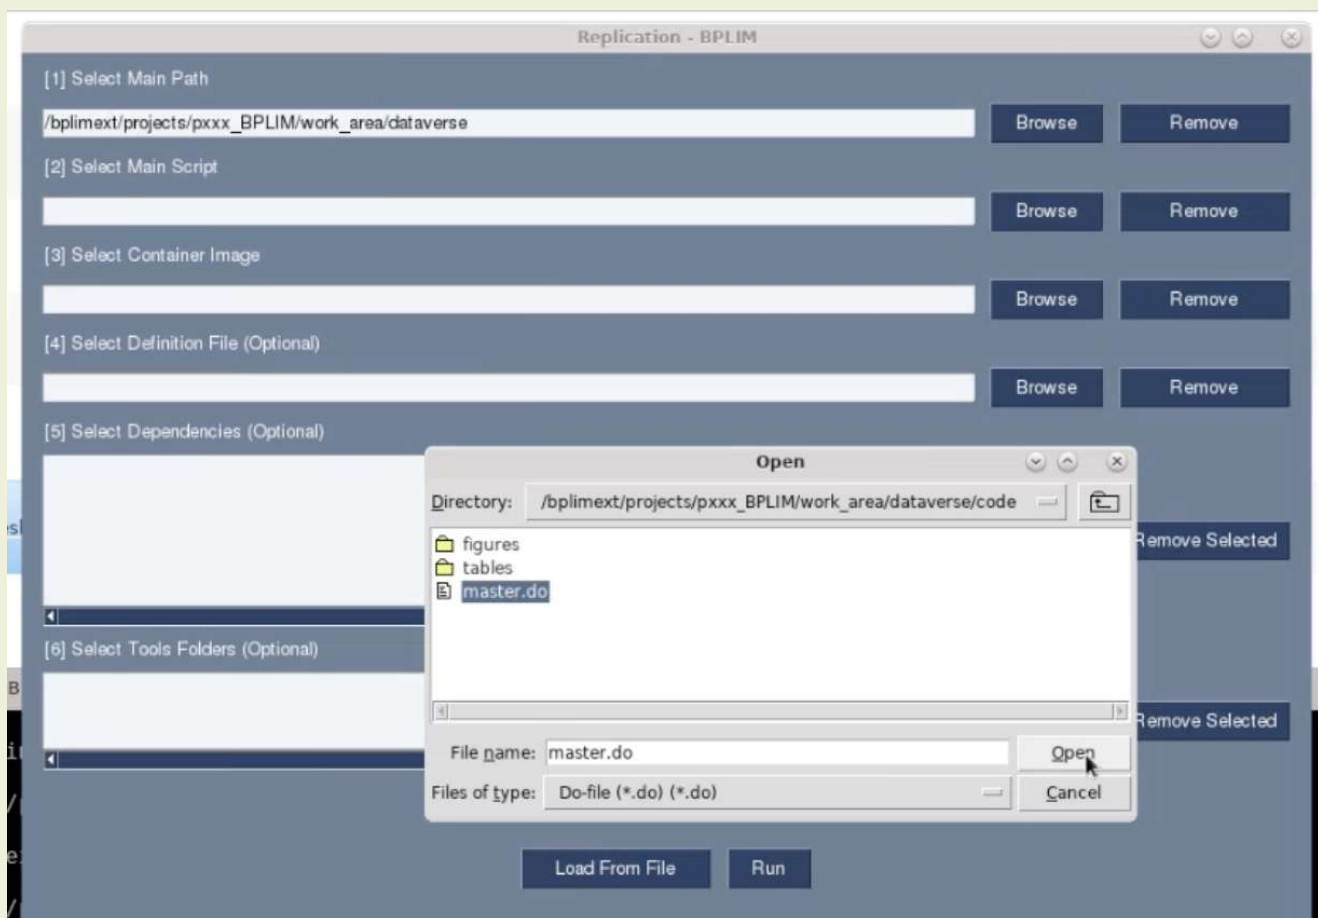 Replication - BPLIM
[1] Select Main Path
/bplimext/projects/pxxx_BPLIM/work_area/dataverse
Browse
Remove
[2] Select Main Script
Browse
Remove
[3] Select Container Image
Browse
Remove
[4] Select Definition File (Optional)
Browse
Remove
[5] Select Dependencies (Optional)
Open
Directory: /bplimext/projects/pxxx_BPLIM/work_area/dataverse/code
figures
tables
master.do
Remove Selected
[6] Select Tools Folders (Optional)
Remove Selected
File name: master.do
Open
Files of type: Do-file (*.do) (*.do)
Cancel
Load From File
Run